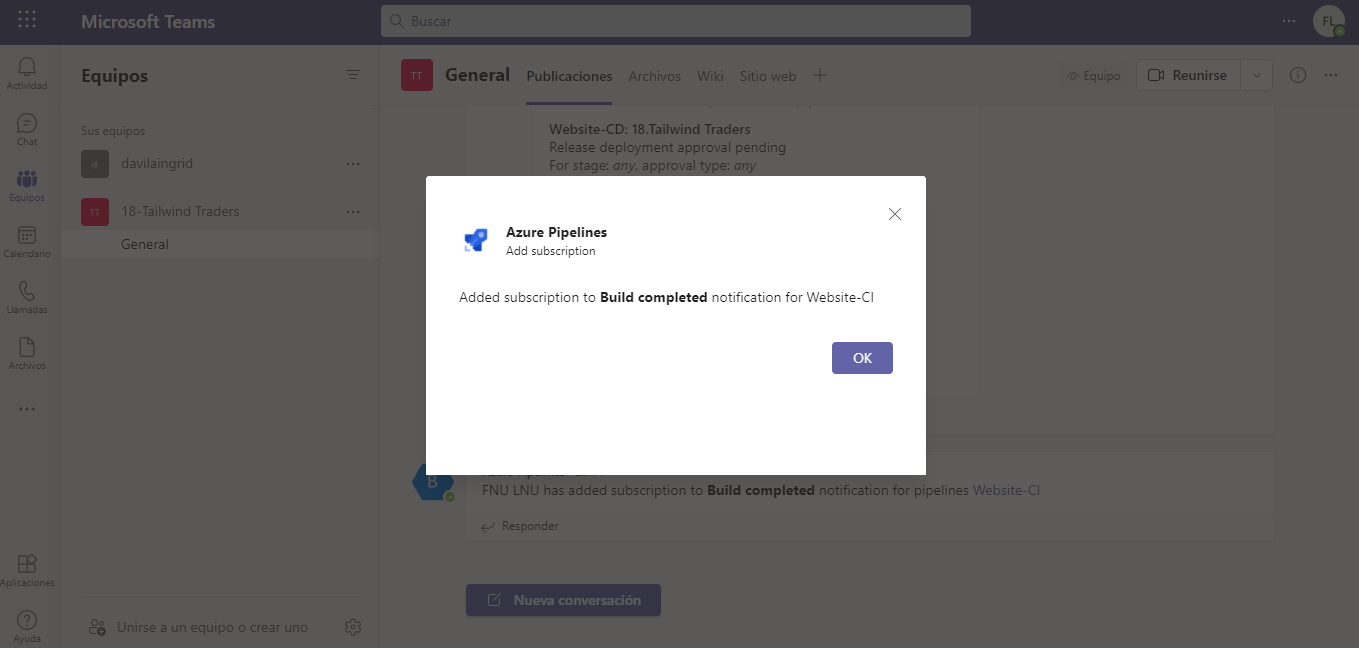 Microsoft Teams
Buscar
FL
Actividad
Chat
Equipos
Calendario
Llamadas
Archivos
Aplicaciones
Ayuda
Equipos
Sus equipos
d davilaingrid
TT 18-Tailwind Traders
General
Unirse a un equipo o crear uno
TT General Publicaciones Archivos Wiki Sitio web
Equipo Reunirse
Website-CD: 18.Tailwind Traders
Release deployment approval pending
For stage: any, approval type: any
Azure Pipelines
Add subscription
Added subscription to Build completed notification for Website-CI
OK
B
FNU LNU has added subscription to Build completed notification for pipelines Website-CI
Responder
Nueva conversación